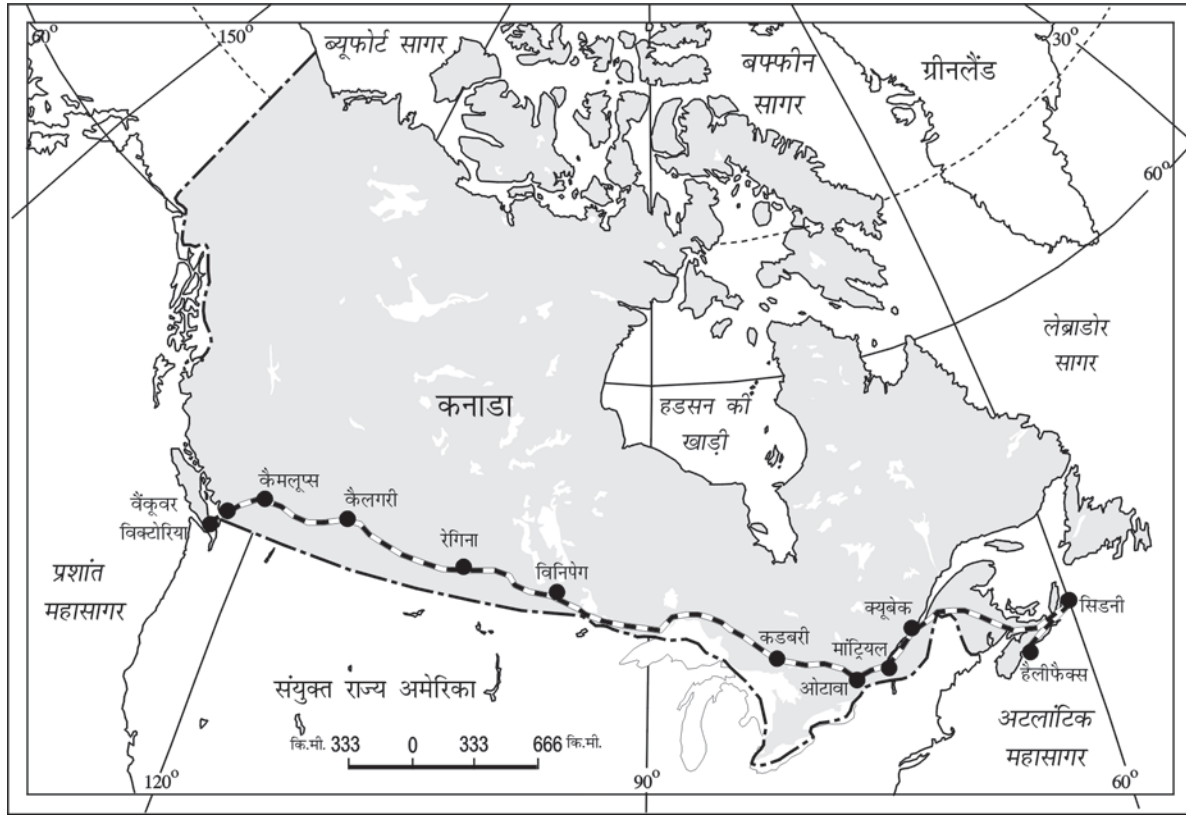 60°
150°
ब्यूफोर्ट सागर
बफ्फीन
सागर
ग्रीनलैंड
30°
60°
लेब्राडोर
सागर
कनाडा
हडसन की
खाड़ी
वैंकूवर
विक्टोरिया
कैमलूप्स
कैलगरी
रेगिना
विनिपेग
प्रशांत
महासागर
क्यूबेक
सिडनी
कडबरी
मांट्रियल
ओटावा
हैलीफैक्स
संयुक्त राज्य अमेरिका
अटलांटिक
महासागर
कि.मी. 333 0 333 666 कि.मी.
120°
90°
60°